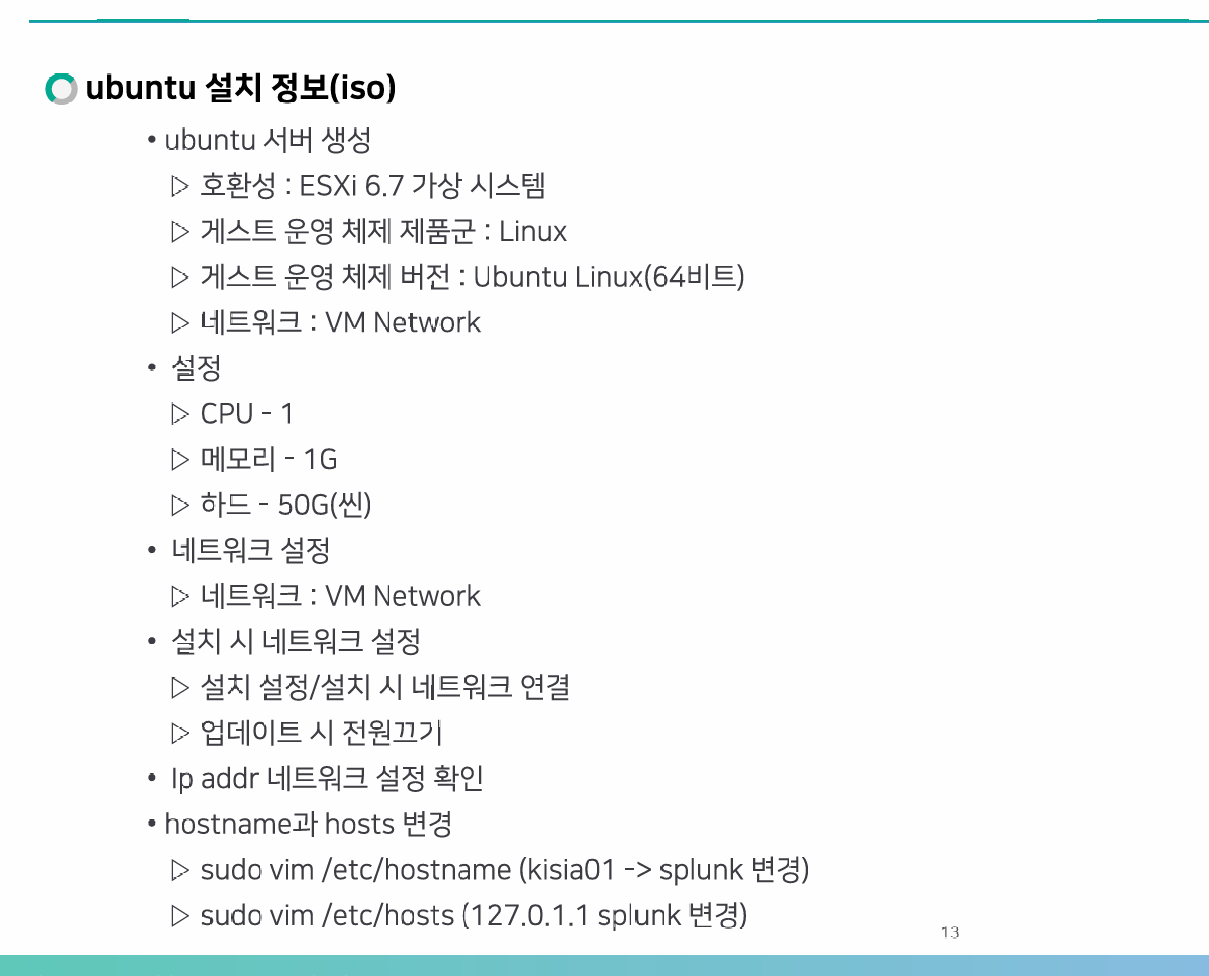 ubuntu 설치 정보(iso)
• ubuntu 서버 생성
▷ 호환성 : ESXi 6.7 가상 시스템
▷ 게스트 운영 체제 제품군 : Linux
▷ 게스트 운영 체제 버전 : Ubuntu Linux(64비트)
▷ 네트워크 : VM Network
• 설정
▷ CPU - 1
▷ 메모리 - 1G
▷ 하드 - 50G(씬)
• 네트워크 설정
▷ 네트워크 : VM Network
• 설치 시 네트워크 설정
▷ 설치 설정/설치 시 네트워크 연결
▷ 업데이트 시 전원끄기
• Ip addr 네트워크 설정 확인
• hostname과 hosts 변경
▷ sudo vim /etc/hostname (kisia01 -> splunk 변경)
▷ sudo vim /etc/hosts (127.0.1.1 splunk 변경)
13